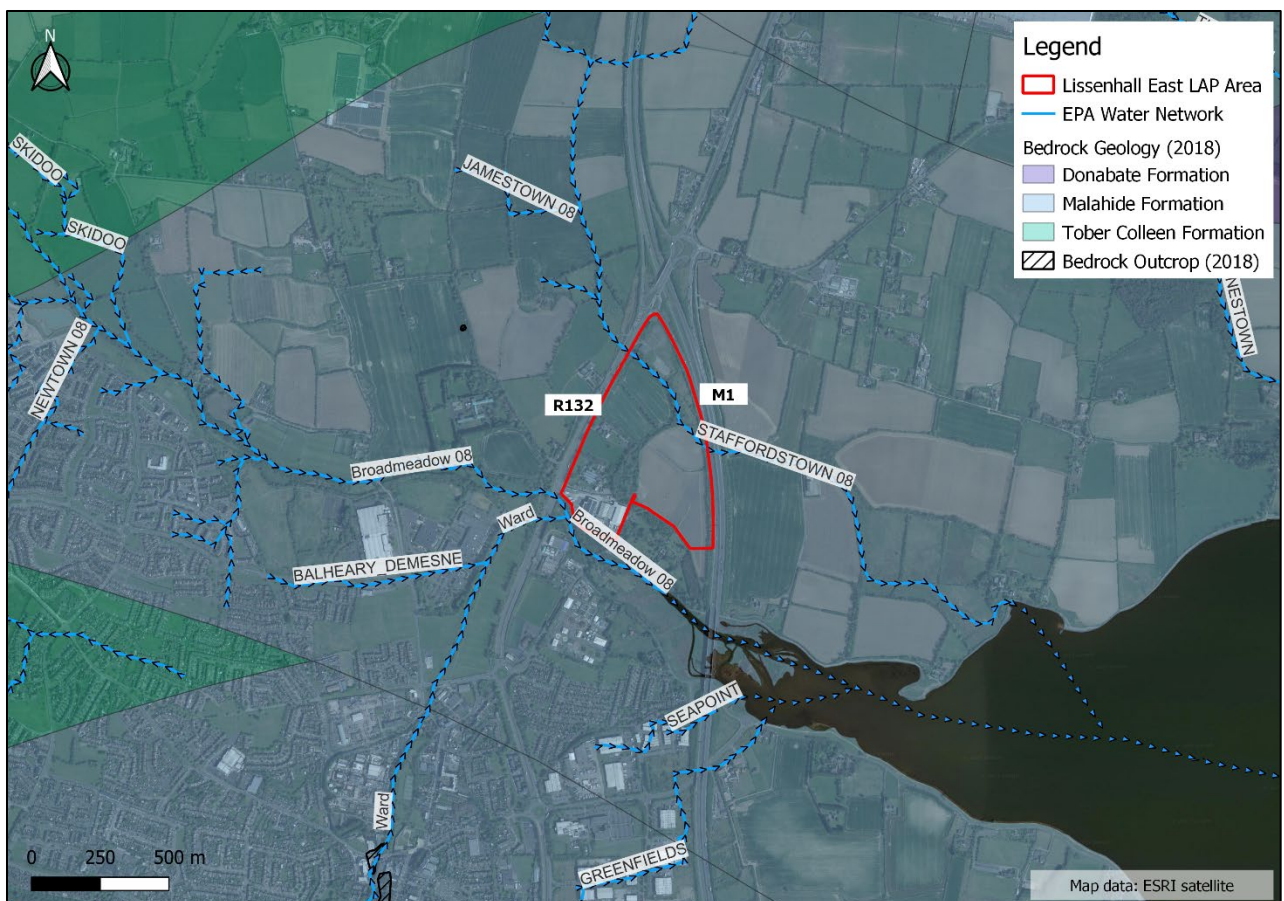 N
Legend
Lissenhall East LAP Area
EPA Water Network
Bedrock Geology (2018)
Donabate Formation
Malahide Formation
Tober Colleen Formation
Bedrock Outcrop (2018)
SKIDOO
JAMESTOWN 08
SKIDOO
NESTOWN
NEWTOWN 08
R132
M1
STAFFORDSTOWN 08
Broadmeadow 08
Ward
Broadmeadow 08
BALHEARY_DEMESNE
SEAPOINT
Ward
GREENFIELDS
0 250 500 m
Map data: ESRI satellite